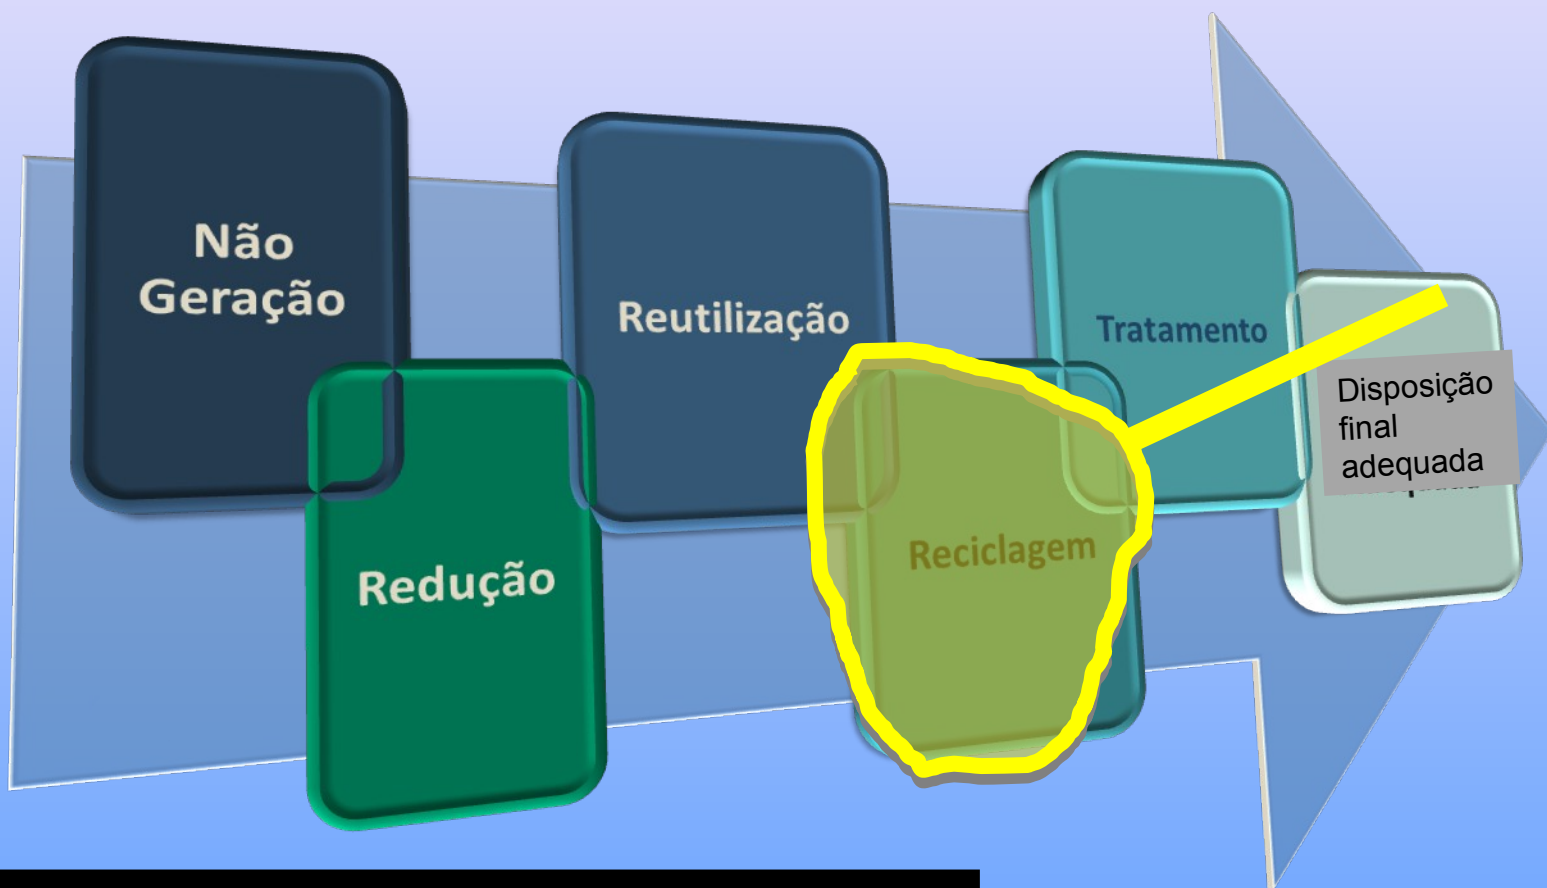 Não
Geração
Reutilização
Tratamento
Disposição
final
adequada
Redução
Reciclagem